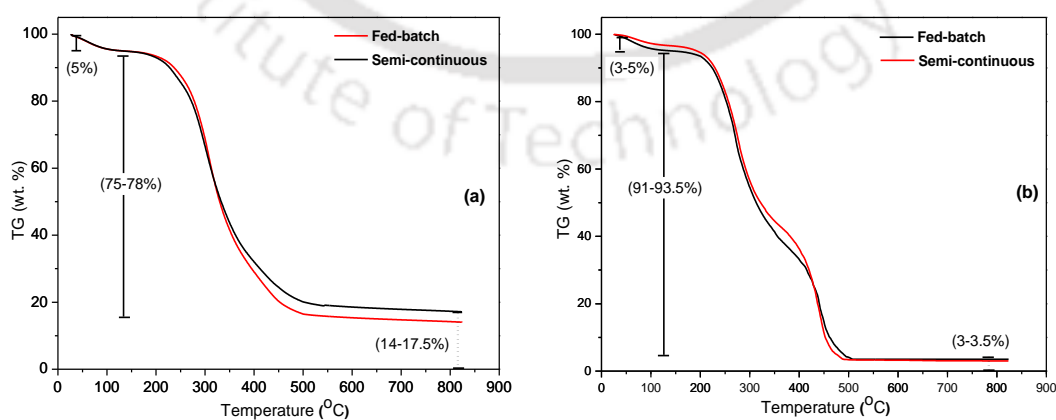 itute of Technology
100
80
60
40
20
0
TG (wt. %)
0 100 200 300 400 500 600 700 800 900
Temperature (°C)
Fed-batch
Semi-continuous
(5%)
(75-78%)
(14-17.5%)
(a)
100
80
60
40
20
0
TG (wt. %)
0 100 200 300 400 500 600 700 800 900
Temperature (°C)
Fed-batch
Semi-continuous
(3-5%)
(91-93.5%)
(3-3.5%)
(b)